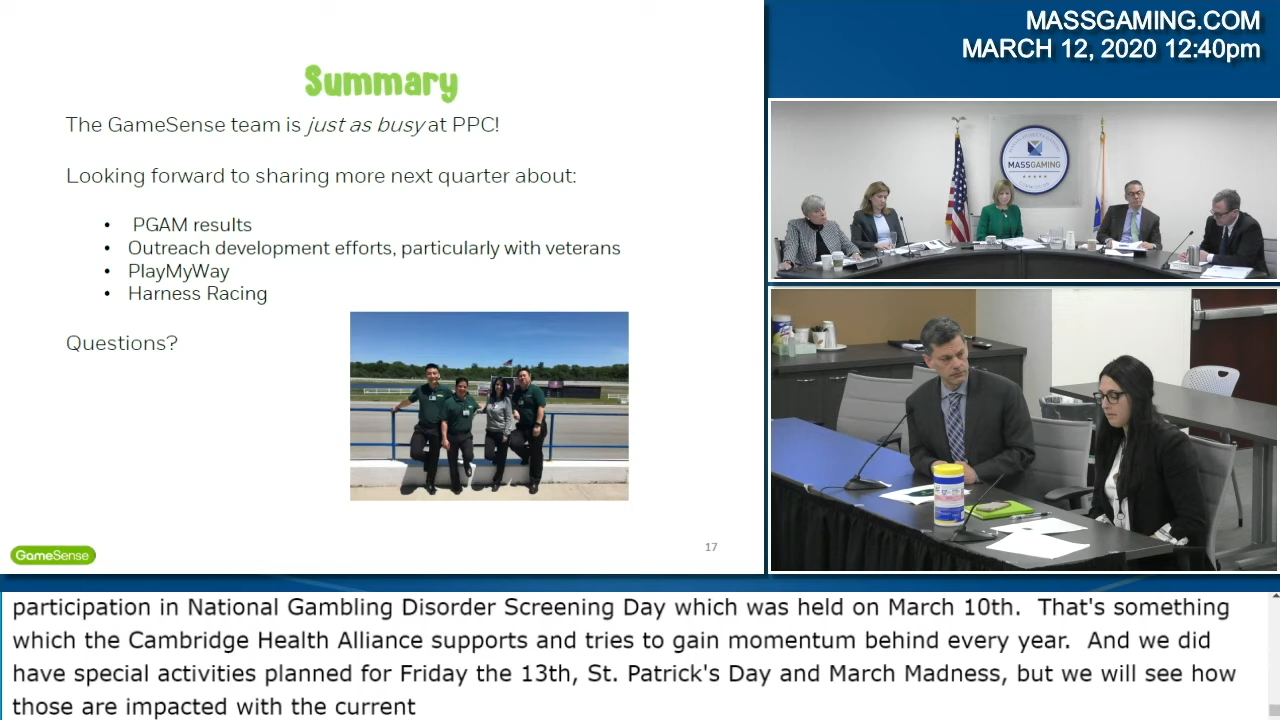 MASSGAMING.COM
MARCH 12, 2020 12:40pm
Summary
The GameSense team is just as busy at PPC!
Looking forward to sharing more next quarter about:
• PGAM results
• Outreach development efforts, particularly with veterans
• PlayMyWay
• Harness Racing
Questions?
GameSense
17
MASSGAMING
participation in National Gambling Disorder Screening Day which was held on March 10th. That's something
which the Cambridge Health Alliance supports and tries to gain momentum behind every year. And we did
have special activities planned for Friday the 13th, St. Patrick's Day and March Madness, but we will see how
those are impacted with the current